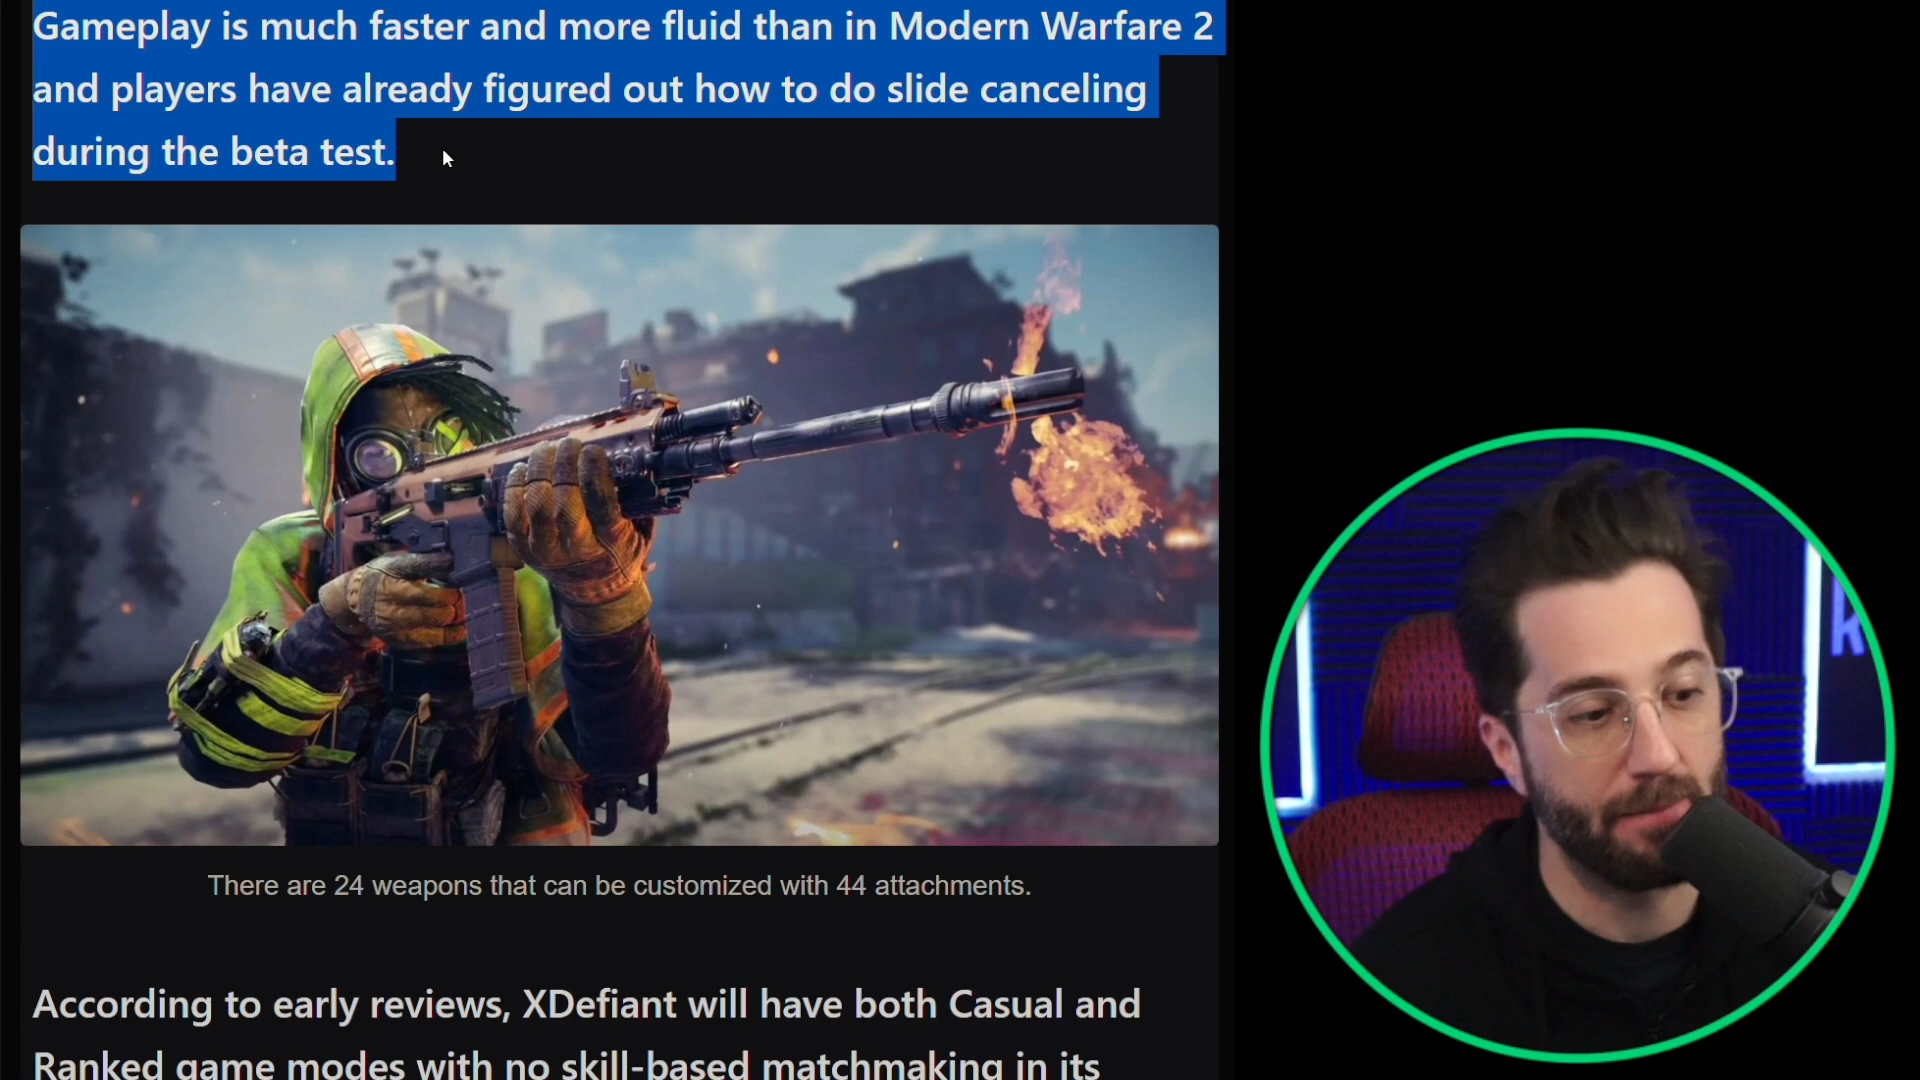 Gameplay is much faster and more fluid than in Modern Warfare 2
and players have already figured out how to do slide canceling
during the beta test.
There are 24 weapons that can be customized with 44 attachments.
According to early reviews, XDefiant will have both Casual and
Ranked game modes with no skill-based matchmaking in its
k